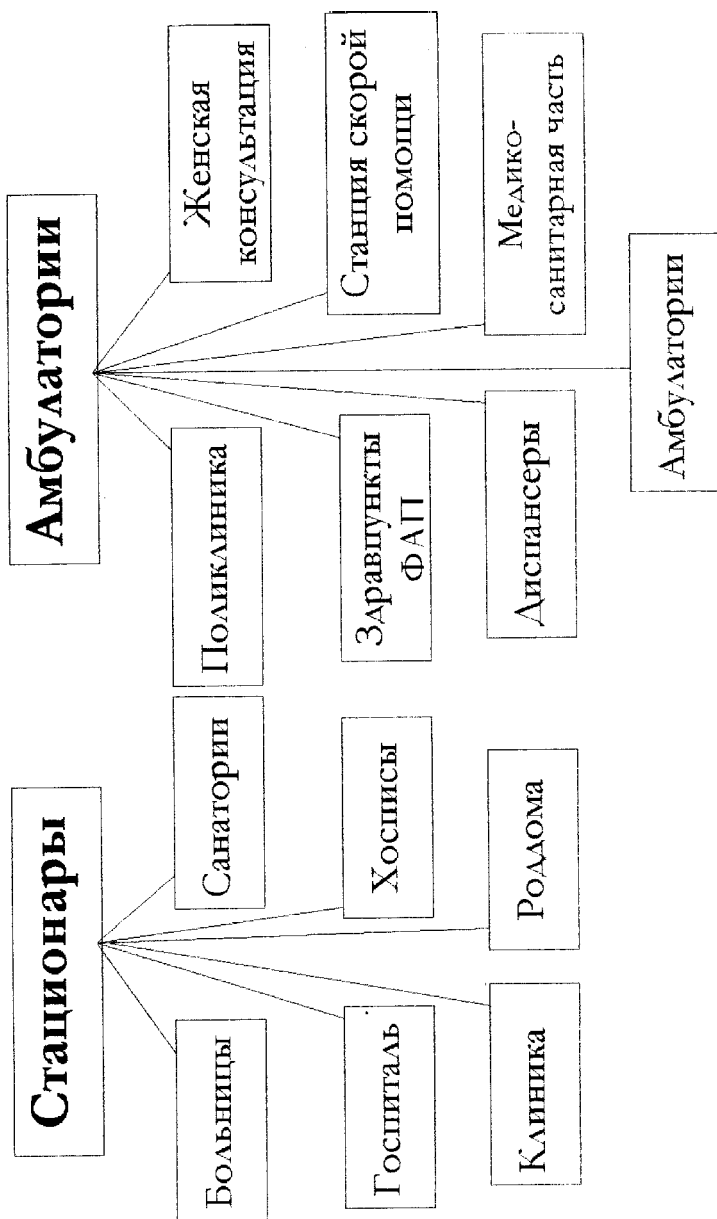 Стационары
Амбулатории
Больницы
Санатории
Поликлиника
Женская
консультация
Госпиталь
Хосписы
Здравпункты
ФАП
Станция скорой
помощи
Клиника
Роддома
Диспансеры
Медико-
санитарная часть
Амбулатории